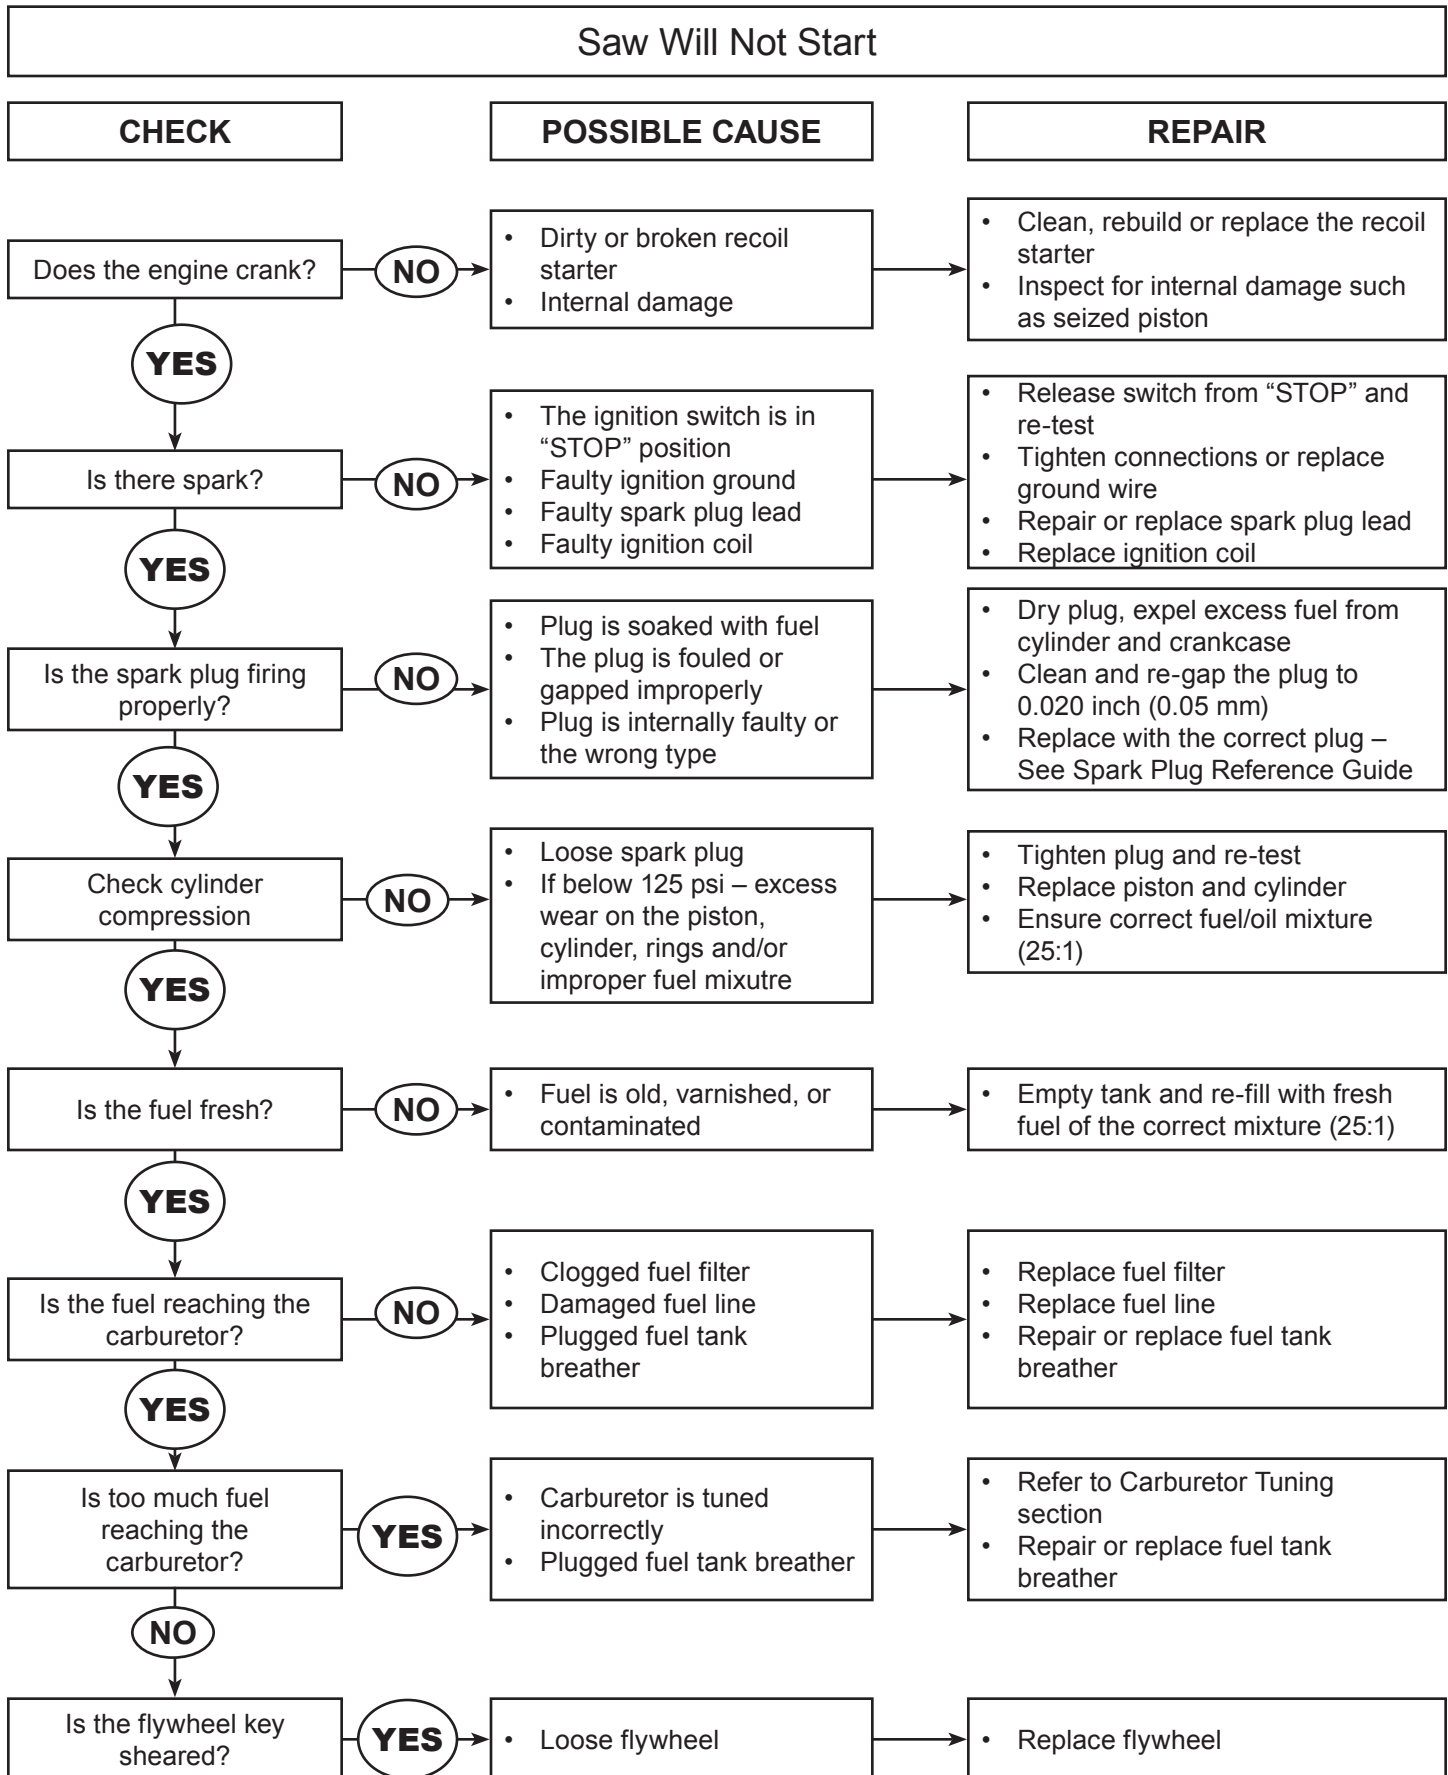 Saw Will Not Start
CHECK
POSSIBLE CAUSE
REPAIR
Does the engine crank?
NO
• Dirty or broken recoil
starter
• Internal damage
• Clean, rebuild or replace the recoil
starter
• Inspect for internal damage such
as seized piston
YES
Is there spark?
NO
• The ignition switch is in
“STOP” position
• Faulty ignition ground
• Faulty spark plug lead
• Faulty ignition coil
• Release switch from “STOP” and
re-test
• Tighten connections or replace
ground wire
• Repair or replace spark plug lead
• Replace ignition coil
YES
Is the spark plug firing
properly?
NO
• Plug is soaked with fuel
• The plug is fouled or
gapped improperly
• Plug is internally faulty or
the wrong type
• Dry plug, expel excess fuel from
cylinder and crankcase
• Clean and re-gap the plug to
0.020 inch (0.05 mm)
• Replace with the correct plug –
See Spark Plug Reference Guide
YES
Check cylinder
compression
NO
• Loose spark plug
• If below 125 psi – excess
wear on the piston,
cylinder, rings and/or
improper fuel mixutre
• Tighten plug and re-test
• Replace piston and cylinder
• Ensure correct fuel/oil mixture
(25:1)
YES
Is the fuel fresh?
NO
• Fuel is old, varnished, or
contaminated
• Empty tank and re-fill with fresh
fuel of the correct mixture (25:1)
YES
Is the fuel reaching the
carburetor?
NO
• Clogged fuel filter
• Damaged fuel line
• Plugged fuel tank
breather
• Replace fuel filter
• Replace fuel line
• Repair or replace fuel tank
breather
YES
Is too much fuel
reaching the
carburetor?
YES
• Carburetor is tuned
incorrectly
• Plugged fuel tank breather
• Refer to Carburetor Tuning
section
• Repair or replace fuel tank
breather
NO
Is the flywheel key
sheared?
YES
• Loose flywheel
• Replace flywheel